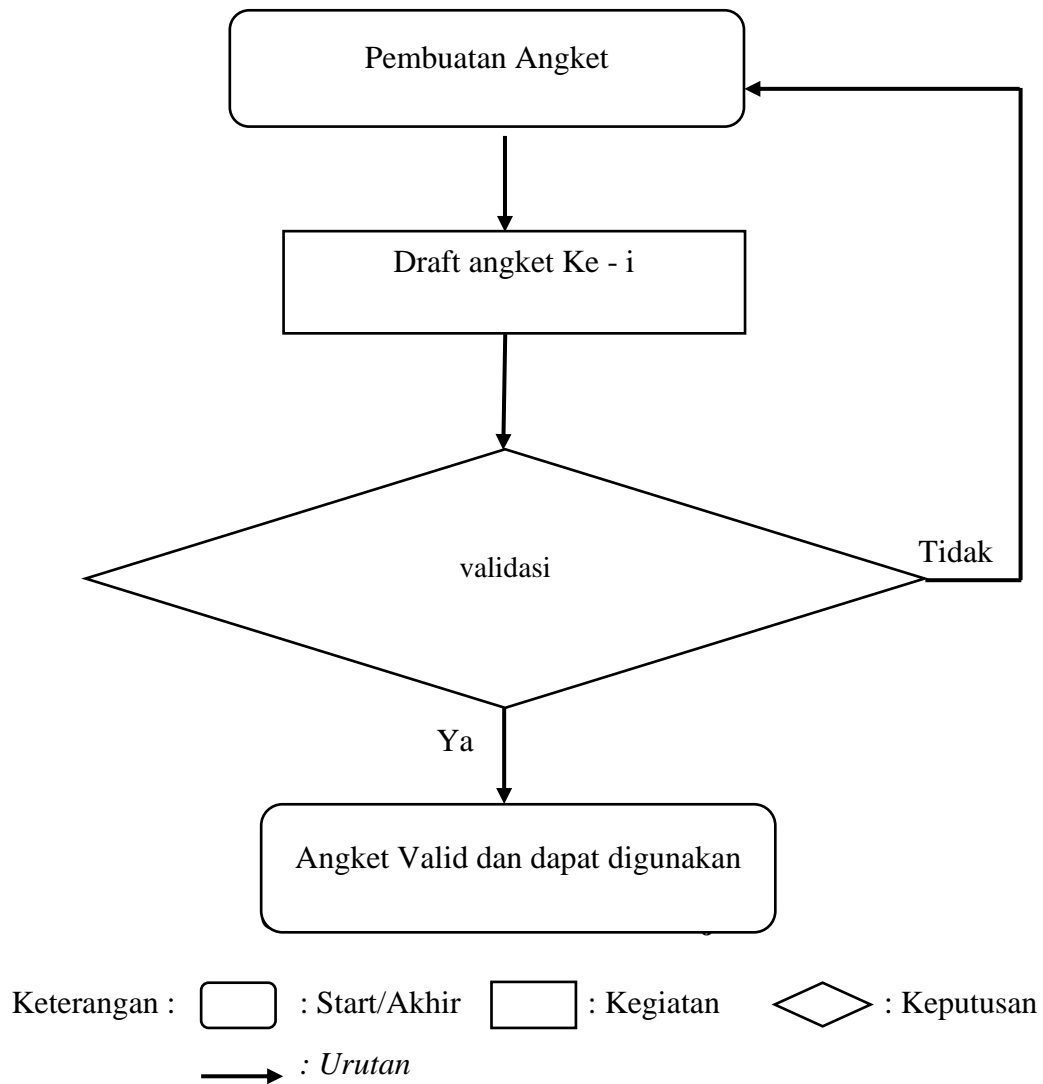 Pembuatan Angket
Draft angket Ke - i
validasi
Tidak
Ya
Angket Valid dan dapat digunakan
Keterangan : : Start/Akhir : Kegiatan : Keputusan
: Urutan